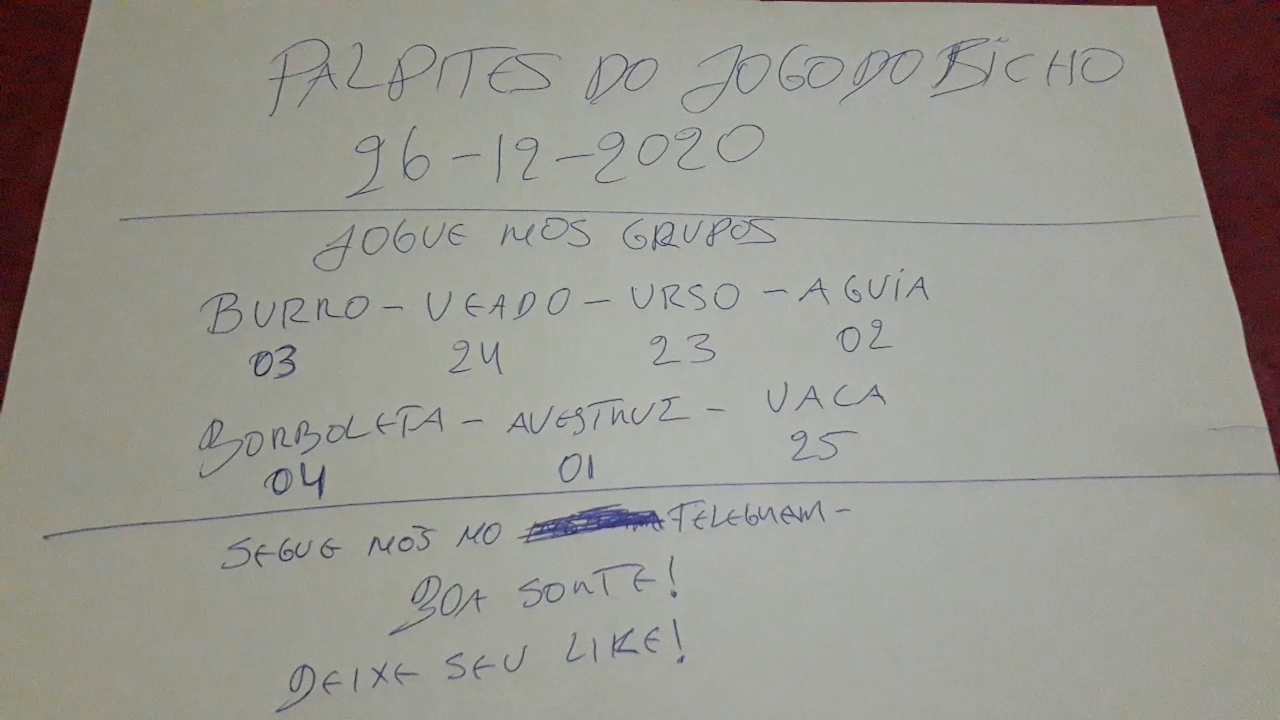 PALPITES DO JOGO DO BICHO
26-12-2020
JOGUE NOS GRUPOS
BURRO - VEADO - URSO - AGUIA
03 24 23 02
BORBOLETA - AVESTRUZ - VACA
04 01 25
SEGUE NOS NO TELEGRAM -
BOA SORTE!
DEIXE SEU LIKE!